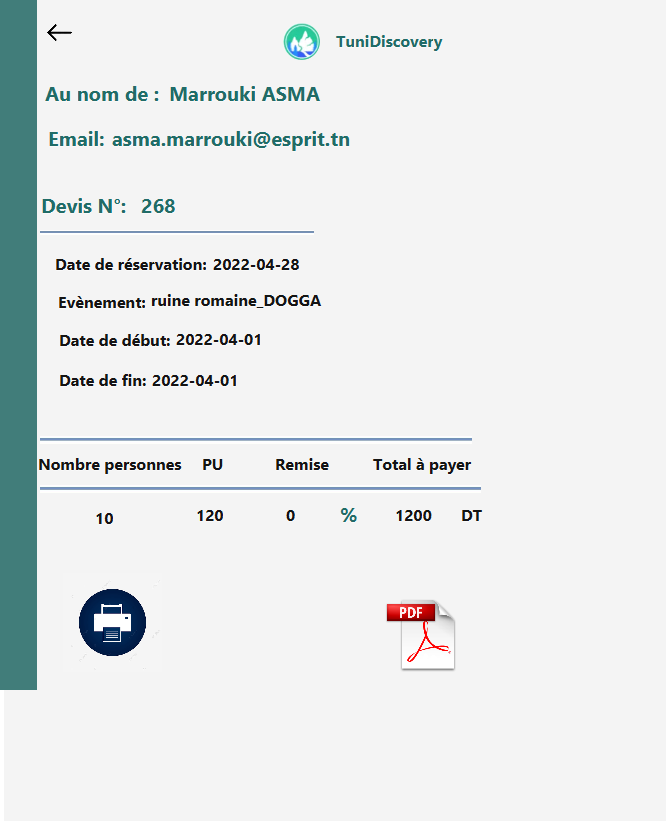 TuniDiscovery
Au nom de : Marrouki ASMA
Email: asma.marrouki@esprit.tn
Devis N°: 268
Date de réservation: 2022-04-28
Evènement: ruine romaine_DOGGA
Date de début: 2022-04-01
Date de fin: 2022-04-01
Nombre personnes PU Remise Total à payer
10 120 0 % 1200 DT
PDF